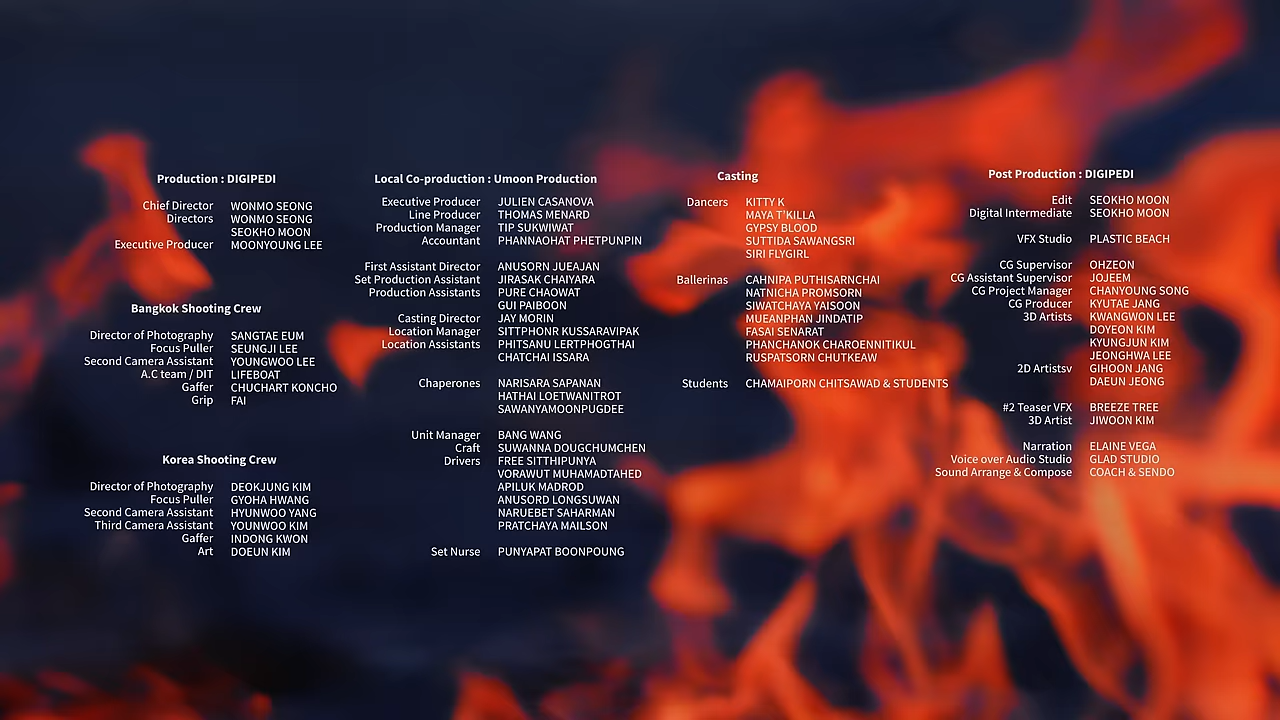 Production : DIGIPEDI
Chief Director WONMO SEONG
Directors WONMO SEONG
SEOKHO MOON
Executive Producer MOONYOUNG LEE
Bangkok Shooting Crew
Director of Photography SANGTAE EUM
Focus Puller SEUNGJI LEE
Second Camera Assistant YOUNGWOO LEE
A.C team / DIT LIFEBOAT
Gaffer CHUCHART KONCHO
Grip FAI
Korea Shooting Crew
Director of Photography DEOKJUNG KIM
Focus Puller GYOHA HWANG
Second Camera Assistant HYUNWOO YANG
Third Camera Assistant YOUNWOO KIM
Gaffer INDONG KWON
Art DOEUN KIM
Local Co-production : Umoon Production
Executive Producer JULIEN CASANOVA
Line Producer THOMAS MENARD
Production Manager TIP SUKWIWAT
Accountant PHANNAOHAT PHETPUNPIN
First Assistant Director ANUSORN JUEAJAN
Set Production Assistant JIRASAK CHAIYARA
Production Assistants PURE CHAOWAT
GUI PAIROON
Casting Director JAY MORIN
Location Manager SITTPHONR KUSSARAVIPAK
Location Assistants PHITSANU LERTPHOGTHAI
CHATCHAI ISSARA
Chaperones NARISARA SAPANAN
HATHAI LOETWANITROT
SAWANYAMOONPUGDEE
Unit Manager BANG WANG
Craft SUWANNA DOUGCHUMCHEN
Drivers FREE SITTHIPUNYA
VORAWUT MUHAMADTAHED
APILUK MADROD
ANUSORD LONGSUWAN
NARUEBET SAHARMAN
PRATCHAYA MAILSON
Set Nurse PUNYAPAT BOONPOUNG
Casting
Dancers KITTY K
MAYA T'KILLA
GYPSY BLOOD
SUTTIDA SAWANGSRI
SIRI FLYGIRL
Ballerinas CAHNIPA PUTHISARNCHAI
NATNICHA PROMSORN
SIWATCHAYA YAISOON
MUEANPHAN JINDATIP
FASAI SENARAT
PHANCHANOK CHAROENNITIKUL
RUSPATSORN CHUTKEAW
Students CHAMAIPORN CHITSAWAD & STUDENTS
Post Production : DIGIPEDI
Edit SEOKHO MOON
Digital Intermediate SEOKHO MOON
VFX Studio PLASTIC BEACH
CG Supervisor OHZEON
CG Assistant Supervisor JOJEEM
CG Project Manager CHANYOUNG SONG
CG Producer KYUTAE JANG
3D Artists KWANGWON LEE
DOYEON KIM
KYUNGJUN KIM
JEONGHWA LEE
2D Artistsv GIHOON JANG
DAEUN JEONG
#2 Teaser VFX BREEZE TREE
3D Artist JIWOON KIM
Narration ELAINE VEGA
Voice over Audio Studio GLAD STUDIO
Sound Arrange & Compose COACH & SENDO